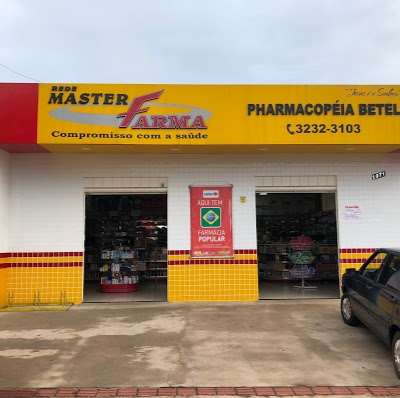 REDE
MASTER
FARMA
Compromisso com a saúde
PHARMACOPÉIA BETEL
3232-3103
AQUI TEM
FARMÁCIA
POPULAR